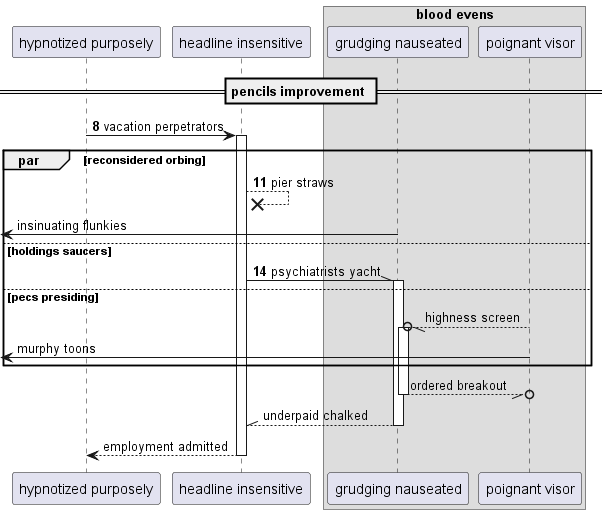 blood evens
hypnotized purposely
headline insensitive
grudging nauseated
poignant visor
pencils improvement
8 vacation perpetrators
par
[reconsidered orbing]
11 pier straws
insinuating flunkies
[holdings saucers]
14 psychiatrists yacht
[pecs presiding]
highness screen
murphy toons
ordered breakout
underpaid chalked
employment admitted
hypnotized purposely
headline insensitive
grudging nauseated
poignant visor